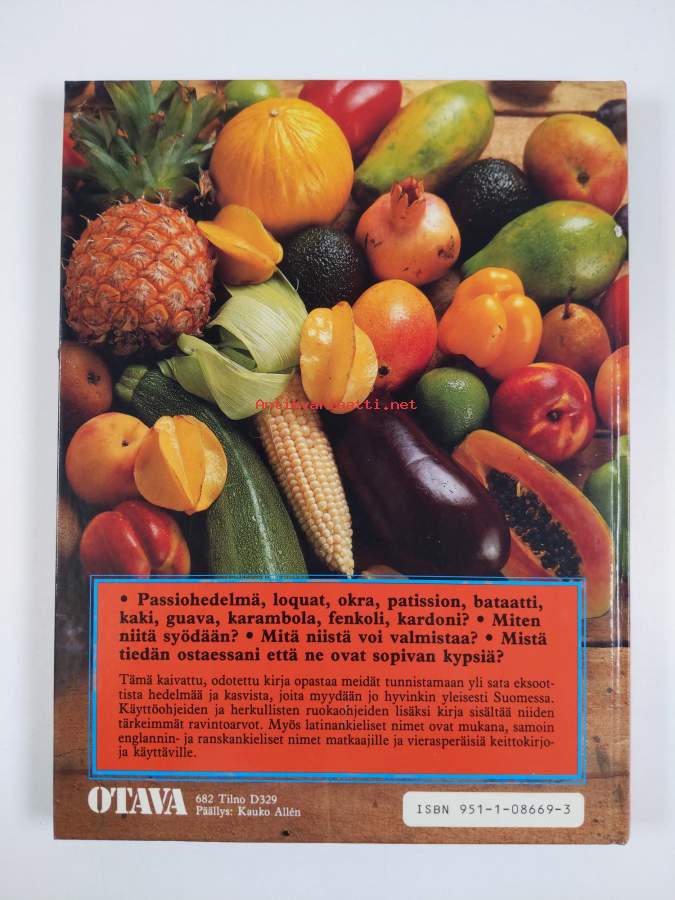 Antikvariaatti.net
• Passiohedelmä, loquat, okra, patission, bataatti,
kaki, guava, karambola, fenkoli, kardoni? • Miten
niitä syödään? • Mitä niistä voi valmistaa? • Mistä
tiedän ostaessani että ne ovat sopivan kypsiä?
Tämä kaivattu, odotettu kirja opastaa meidät tunnistamaan yli sata eksoot-
tista hedelmää ja kasvista, joita myydään jo hyvinkin yleisesti Suomessa.
Käyttöohjeiden ja herkullisten ruokaohjeiden lisäksi kirja sisältää niiden
tärkeimmät ravintoarvot. Myös latinankieliset nimet ovat mukana, samoin
englannin- ja ranskankieliset nimet matkaajille ja vierasperäisiä keittokirjo-
ja käyttäville.
OTAVA
682 Tilno D329
Päällys: Kauko Allén
ISBN 951-1-08669-3